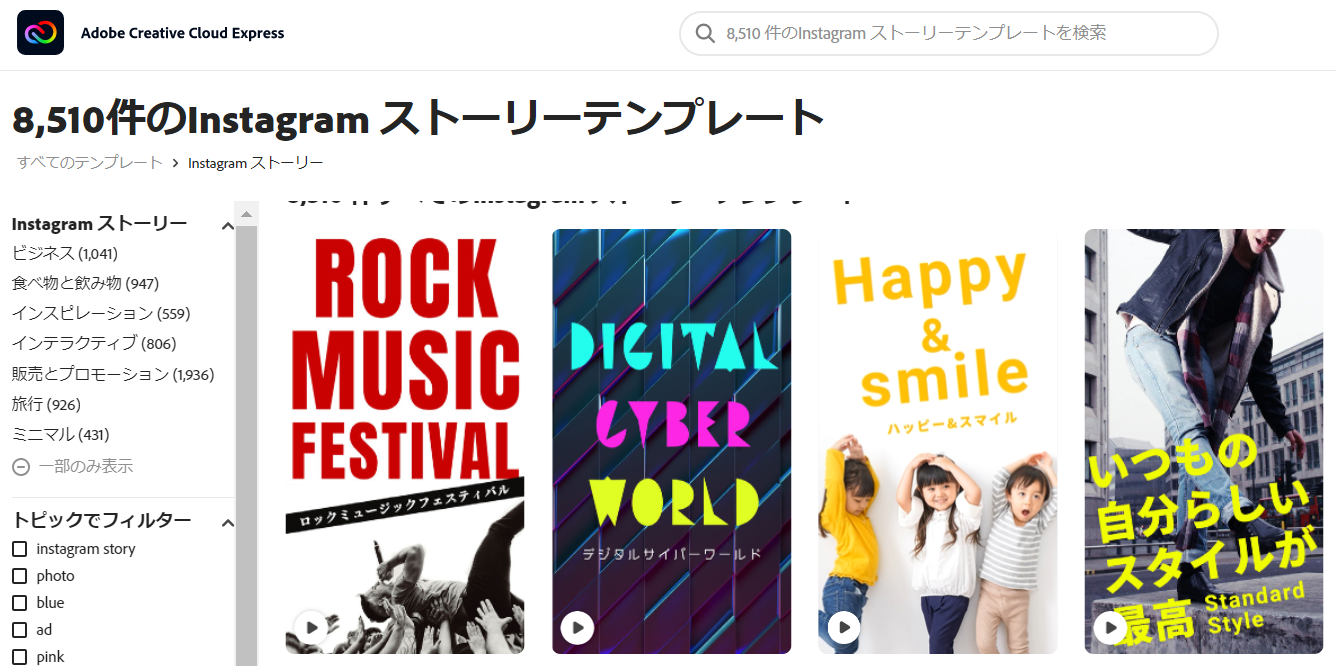 Adobe Creative Cloud Express
8,510 件のInstagram ストーリーテンプレートを検索
8,510件のInstagram ストーリーテンプレート
すべてのテンプレート › Instagram ストーリー
Instagram ストーリー
ビジネス (1,041)
食べ物と飲み物 (947)
インスピレーション (559)
インテラクティブ (806)
販売とプロモーション (1,936)
旅行 (926)
ミニマル (431)
一部のみ表示
トピックでフィルター
instagram story
photo
blue
ad
pink
ROCK
MUSIC
FESTIVAL
ロックミュージックフェスティバル
DIGITAL
CYBER
WORLD
デジタルサイバーワールド
Happy
&
smile
ハッピー&スマイル
いつもの
自分らしい
スタイルが
最高 Standard
Style